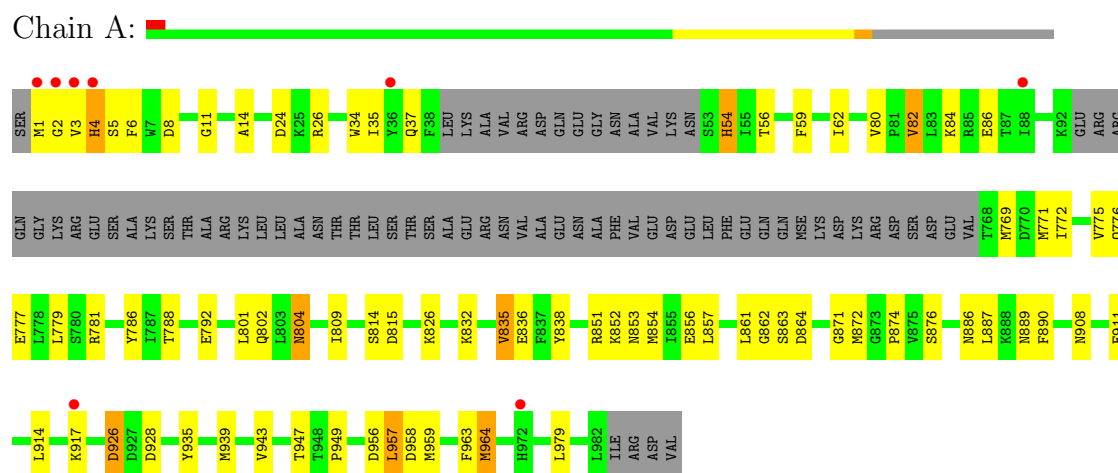 Chain A:
SER M1 G2 V3 H4 S5 F6 W7 D8 G11 A14 D24 K25 R26 W34 I35 Y36 Q37 F38 LEU LYS ALA VAL ARG ASP GLN GLU GLY ASN ALA VAL LYS ASN S53 H54 I55 T56 F59 I62 V80 P81 V82 L83 K84 R85 E86 T87 I88 K92 GLU ARG ARG
GLN GLY LYS ARG GLU SER ALA LYS SER THR ALA ARG LYS LEU LEU ALA ASN THR THR LEU SER THR SER ALA GLU ARG ASN VAL ALA GLU ASN ALA PHE VAL GLU ASP GLU LEU PHE GLU GLN GLN MSE LYS ASP LYS ARG ASP SER ASP GLU VAL T768 M769 D770 M771 I772 V775 Q776
E777 L778 L779 S780 R781 Y786 I787 T788 E792 L801 Q802 L803 N804 I809 S814 D815 K826 K832 V835 E836 F837 Y838 R851 K852 N853 M854 I855 E856 L857 L861 G862 S863 D864 G871 M872 G873 P874 V875 S876 N886 L887 K888 N889 F890 N908
L914 K917 D926 D927 D928 Y935 M939 V943 T947 T948 P949 D956 L957 D958 M959 F963 M964 H972 L979 L982 ILE ARG ASP VAL